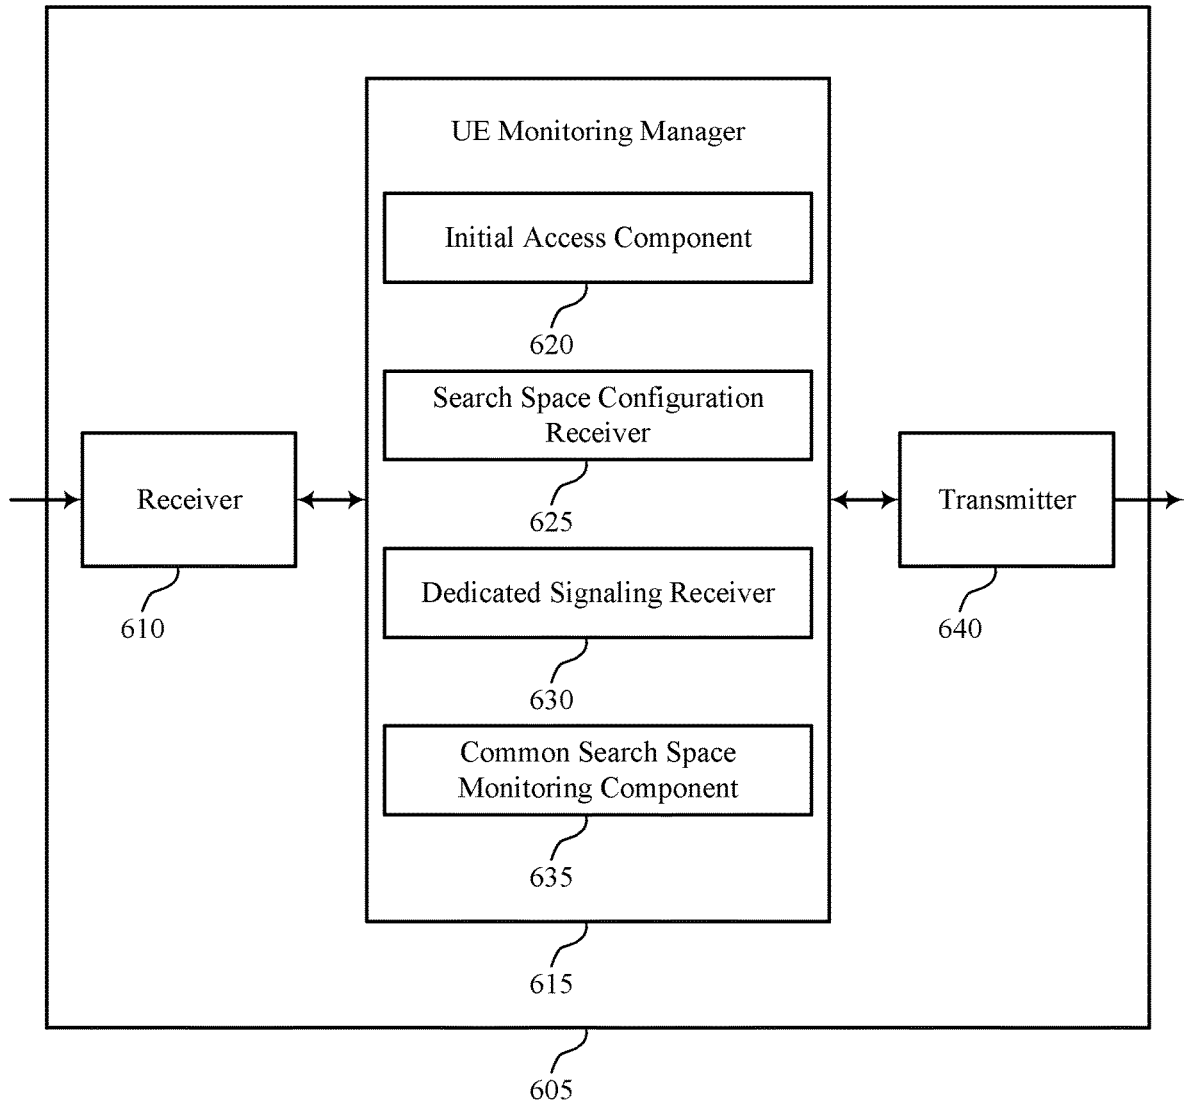 UE Monitoring Manager
Initial Access Component
620
Search Space Configuration
Receiver
625
Dedicated Signaling Receiver
630
Common Search Space
Monitoring Component
635
615
Receiver
610
Transmitter
640
605